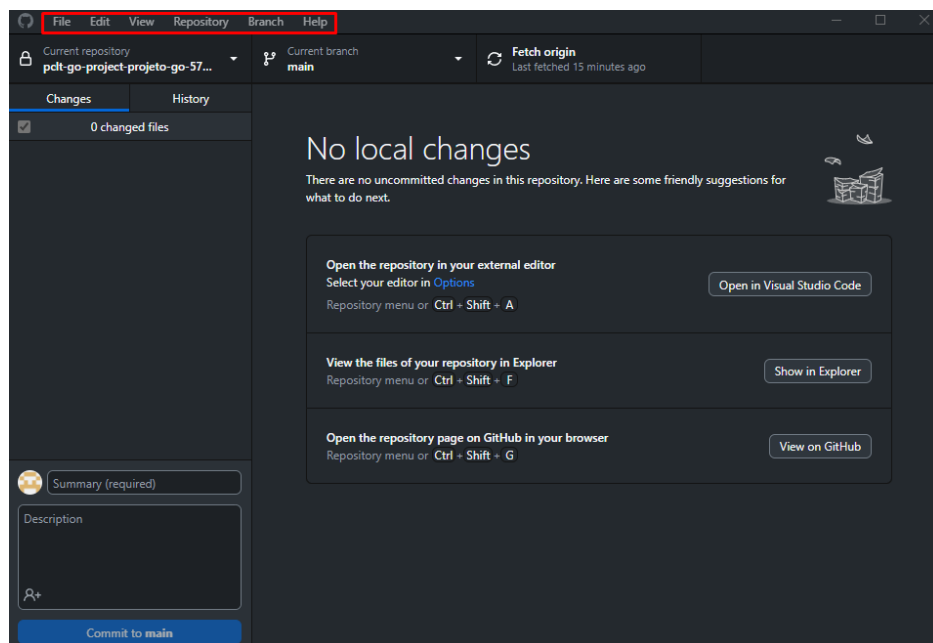 File Edit View Repository Branch Help
Current repository
pclt-go-project-projeto-go-57...
Current branch
main
Fetch origin
Last fetched 15 minutes ago
Changes History
0 changed files
No local changes
There are no uncommitted changes in this repository. Here are some friendly suggestions for
what to do next.
Open the repository in your external editor
Select your editor in Options
Repository menu or Ctrl + Shift + A
Open in Visual Studio Code
View the files of your repository in Explorer
Repository menu or Ctrl + Shift + F
Show in Explorer
Open the repository page on GitHub in your browser
Repository menu or Ctrl + Shift + G
View on GitHub
Summary (required)
Description
Commit to main